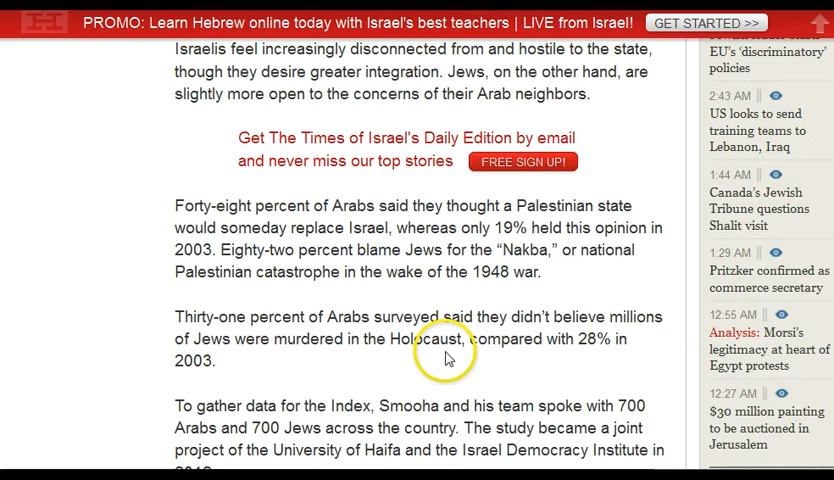 PROMO: Learn Hebrew online today with Israel's best teachers | LIVE from Israel!
GET STARTED >>
Israelis feel increasingly disconnected from and hostile to the state,
though they desire greater integration. Jews, on the other hand, are
slightly more open to the concerns of their Arab neighbors.
Get The Times of Israel's Daily Edition by email
and never miss our top stories
FREE SIGN UP!
Forty-eight percent of Arabs said they thought a Palestinian state
would someday replace Israel, whereas only 19% held this opinion in
2003. Eighty-two percent blame Jews for the “Nakba,” or national
Palestinian catastrophe in the wake of the 1948 war.
Thirty-one percent of Arabs surveyed said they didn’t believe millions
of Jews were murdered in the Holocaust, compared with 28% in
2003.
To gather data for the Index, Smooha and his team spoke with 700
Arabs and 700 Jews across the country. The study became a joint
project of the University of Haifa and the Israel Democracy Institute in
EU’s ‘discriminatory’
policies
2:43 AM
US looks to send
training teams to
Lebanon, Iraq
1:44 AM
Canada’s Jewish
Tribune questions
Shalit visit
1:29 AM
Pritzker confirmed as
commerce secretary
12:55 AM
Analysis: Morsi’s
legitimacy at heart of
Egypt protests
12:27 AM
$30 million painting
to be auctioned in
Jerusalem